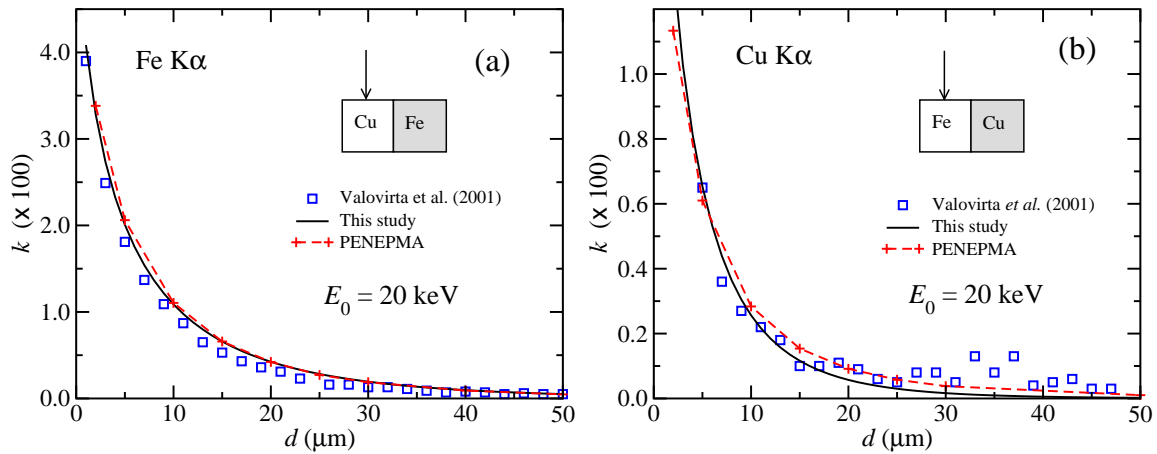 Fe Kα
(a)
Cu Fe
Valovirta et al. (2001)
This study
PENEPMA
E0 = 20 keV
4.0
3.0
2.0
1.0
0.0
k (x 100)
0 10 20 30 40 50
d (μm)
Cu Kα
(b)
Fe Cu
Valovirta et al. (2001)
This study
PENEPMA
E0 = 20 keV
1.0
0.8
0.6
0.4
0.2
0.0
k (x 100)
0 10 20 30 40 50
d (μm)